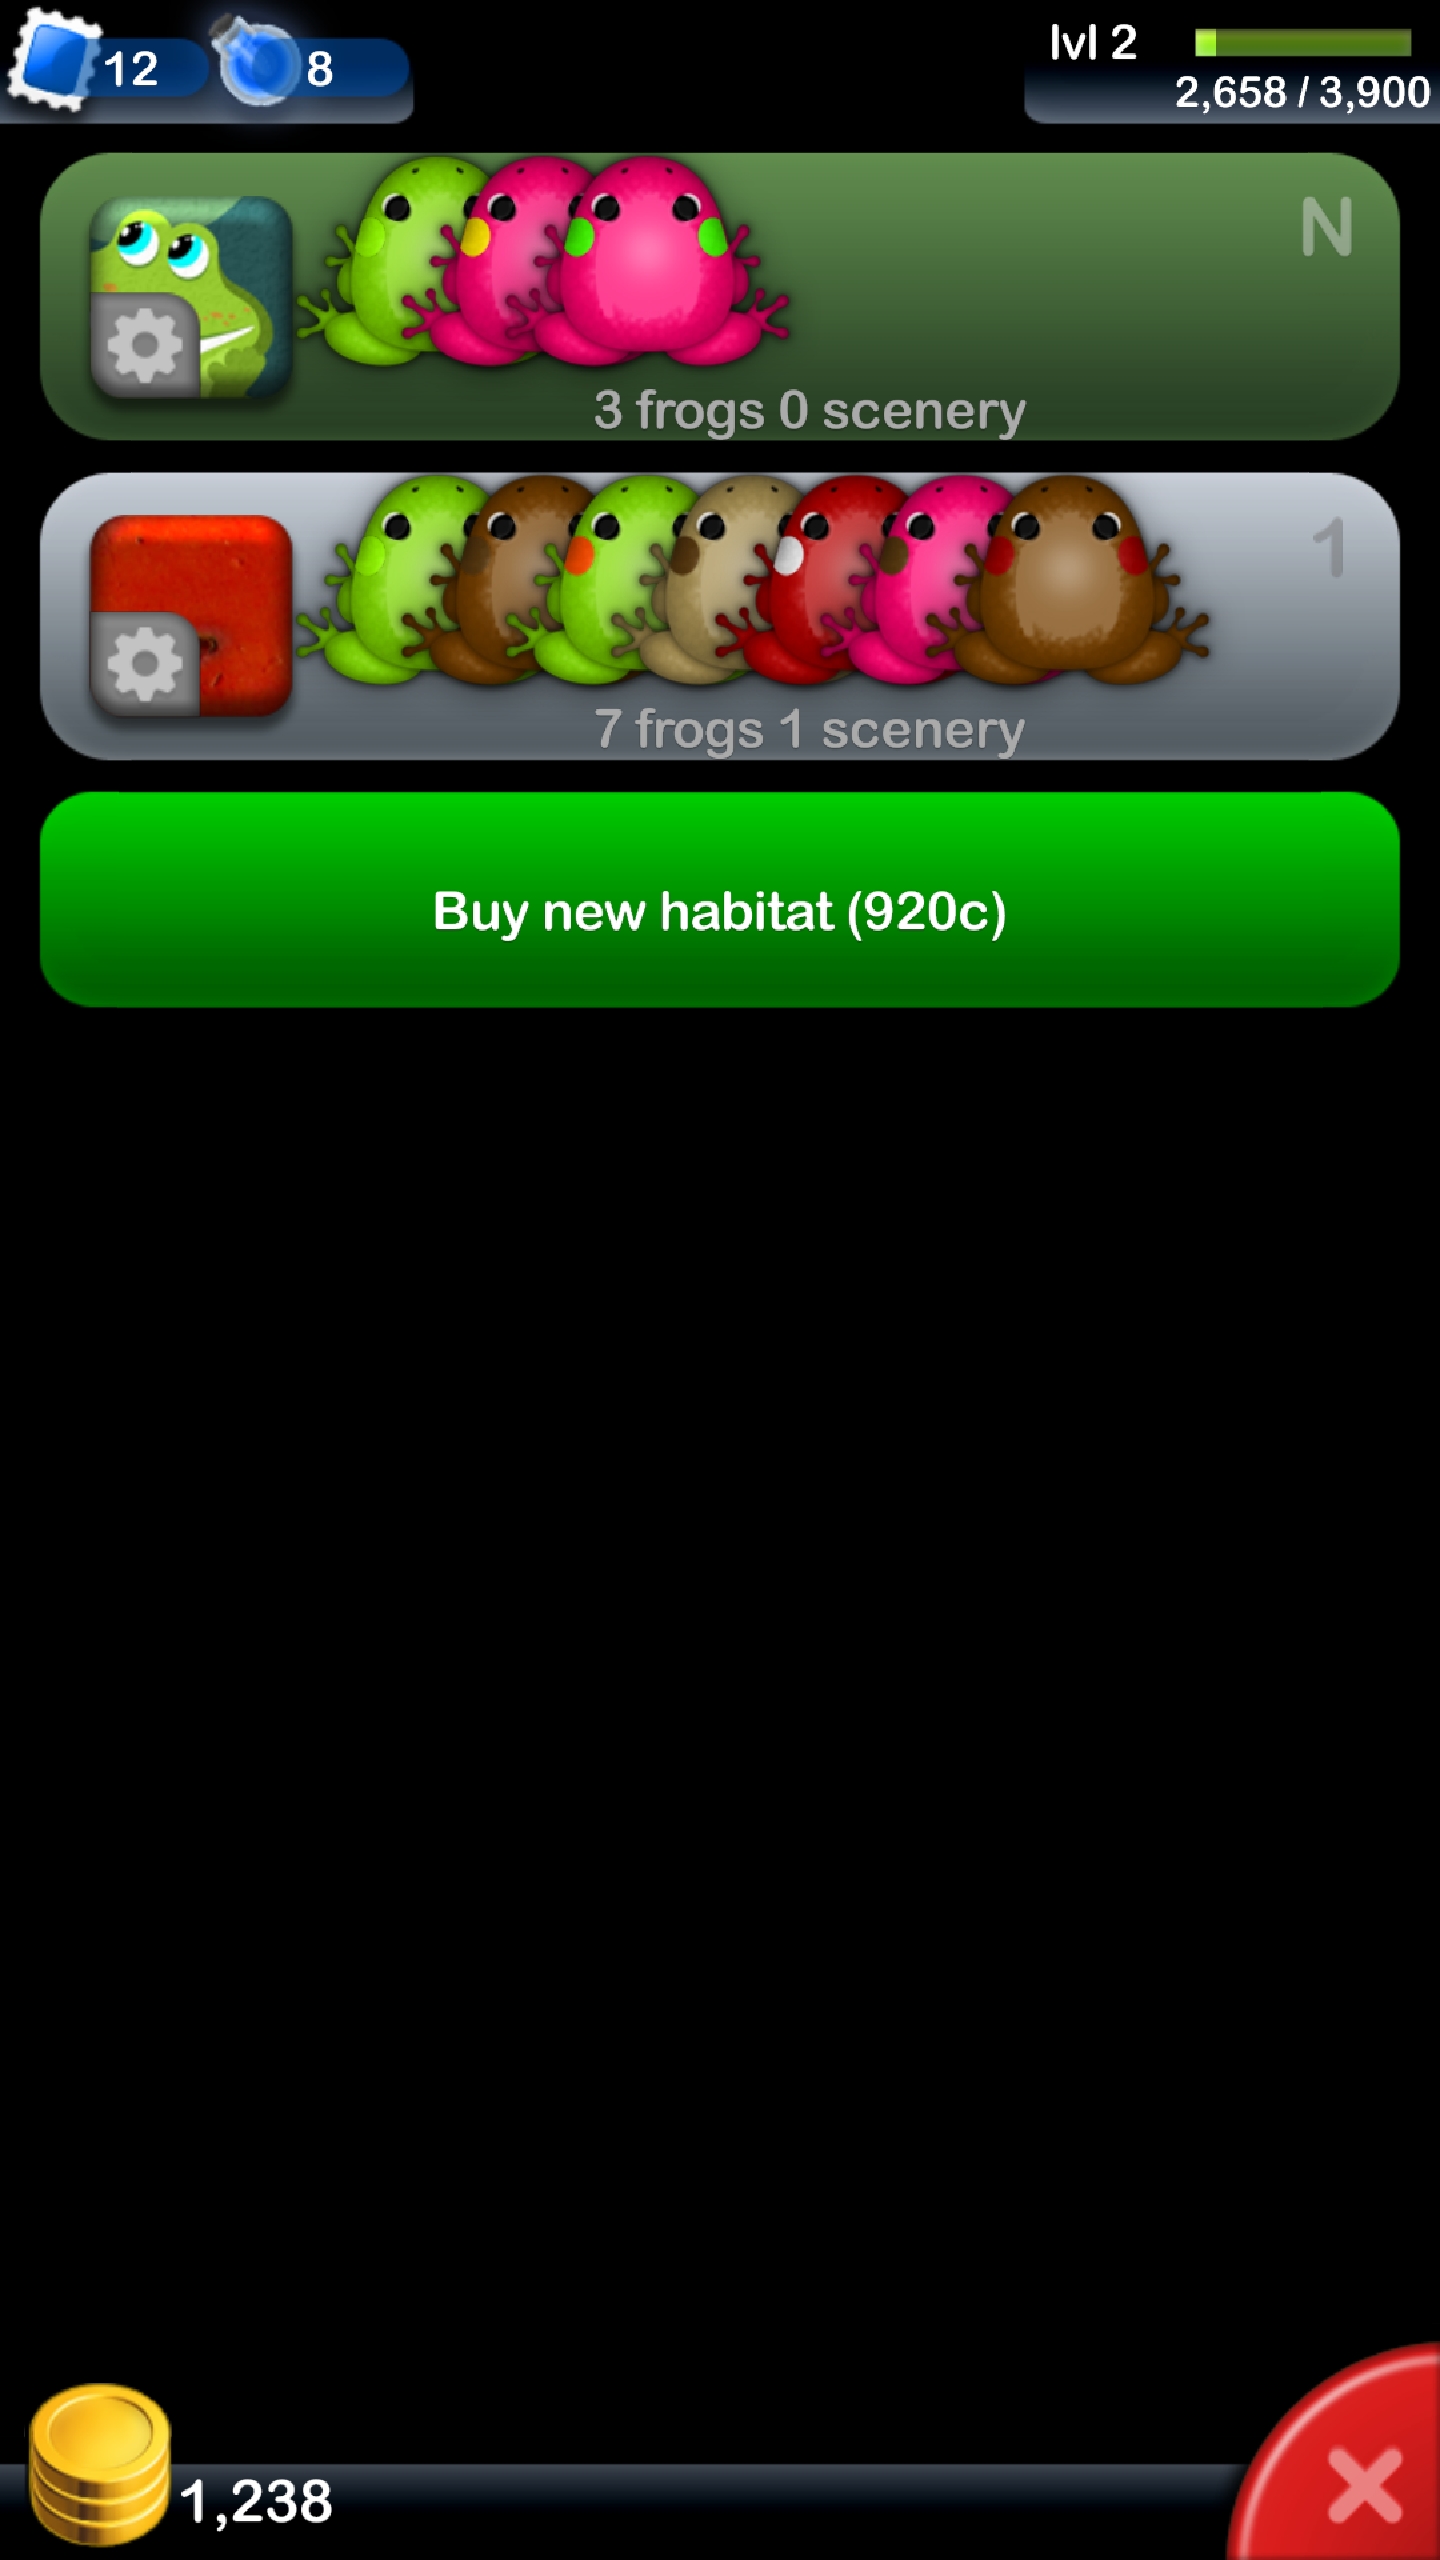 12
8
lvl 2
2,658 / 3,900
N
3 frogs 0 scenery
1
7 frogs 1 scenery
Buy new habitat (920c)
1,238